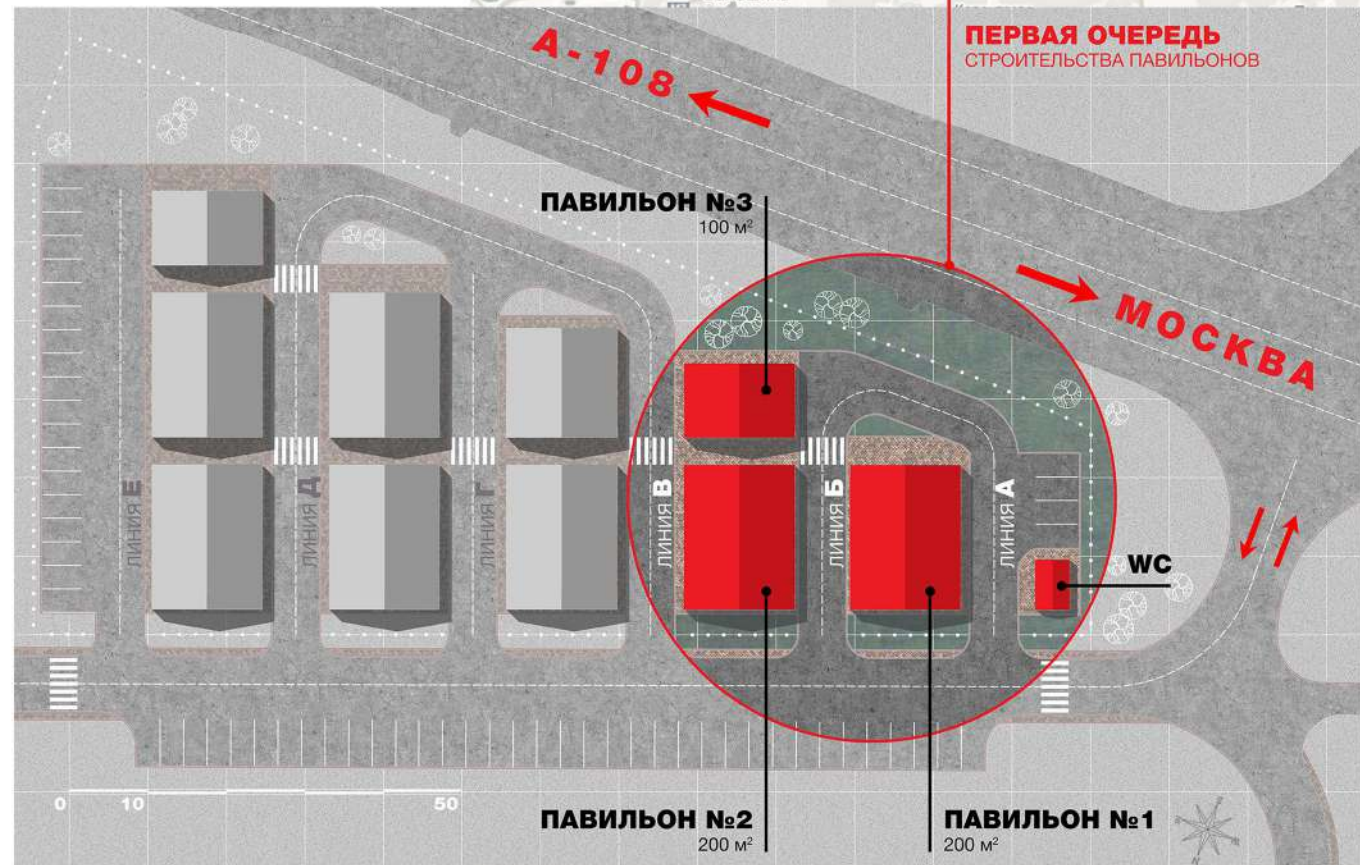 ПЕРВАЯ ОЧЕРЕДЬ
СТРОИТЕЛЬСТВА ПАВИЛЬОНОВ
А-108
МОСКВА
ПАВИЛЬОН №3
100 м²
ЛИНИЯ Е
ЛИНИЯ Д
ЛИНИЯ Г
ЛИНИЯ В
ЛИНИЯ Б
ЛИНИЯ А
WC
0 10 50
ПАВИЛЬОН №2
200 м²
ПАВИЛЬОН №1
200 м²